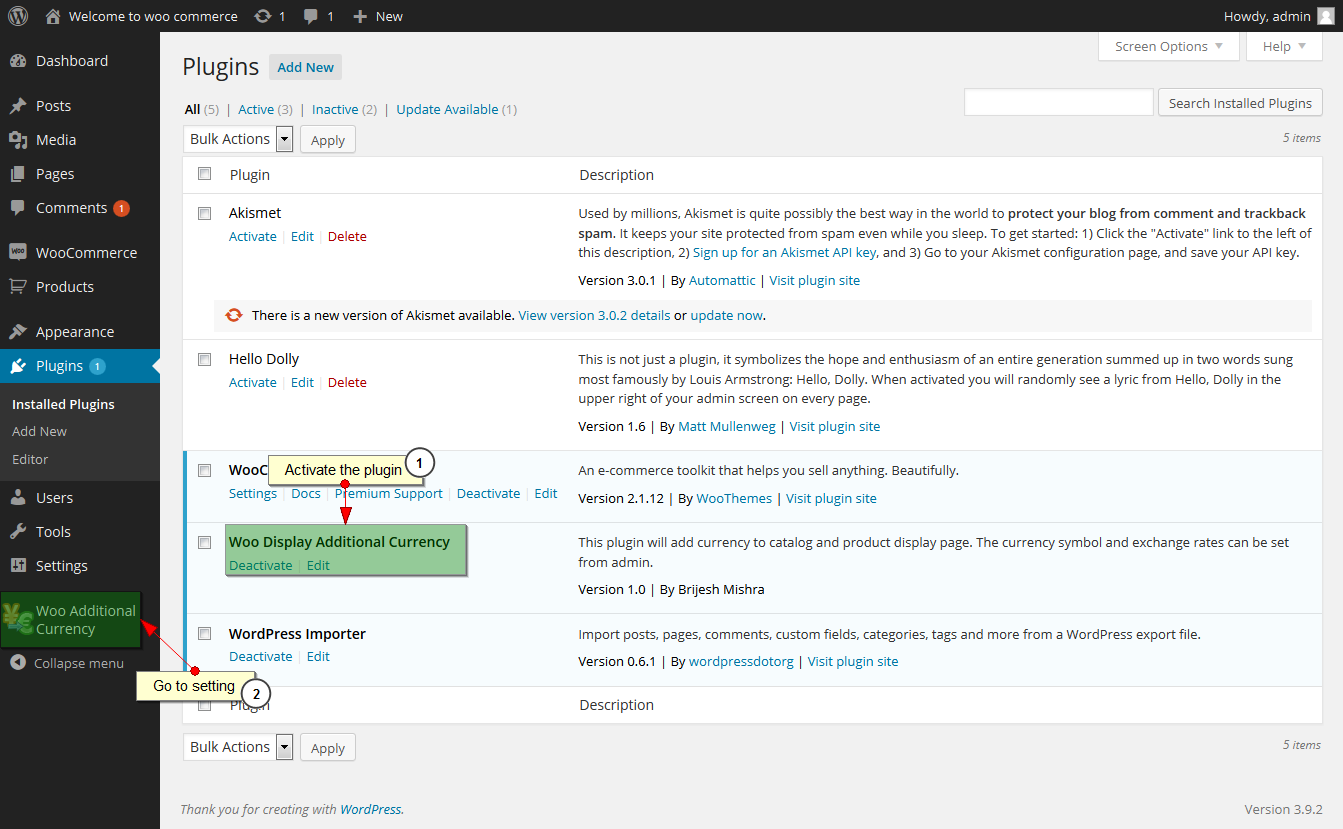 Welcome to woo commerce 1 1 New Howdy, admin
Screen Options Help
Dashboard
Posts
Media
Pages
Comments 1
WooCommerce
Products
Appearance
Plugins 1
Installed Plugins
Add New
Editor
Users
Tools
Settings
Woo Additional
Currency
Collapse menu
Go to setting 2
Plugins Add New
All (5) | Active (3) | Inactive (2) | Update Available (1)
Search Installed Plugins
Bulk Actions Apply
5 items
Plugin Description
Akismet
Activate | Edit | Delete
Used by millions, Akismet is quite possibly the best way in the world to protect your blog from comment and trackback
spam. It keeps your site protected from spam even while you sleep. To get started: 1) Click the "Activate" link to the left of
this description, 2) Sign up for an Akismet API key, and 3) Go to your Akismet configuration page, and save your API key.
Version 3.0.1 | By Automattic | Visit plugin site
There is a new version of Akismet available. View version 3.0.2 details or update now.
Hello Dolly
Activate | Edit | Delete
This is not just a plugin, it symbolizes the hope and enthusiasm of an entire generation summed up in two words sung
most famously by Louis Armstrong: Hello, Dolly. When activated you will randomly see a lyric from Hello, Dolly in the
upper right of your admin screen on every page.
Version 1.6 | By Matt Mullenweg | Visit plugin site
WooC
Activate the plugin 1
Settings | Docs | Premium Support | Deactivate | Edit
An e-commerce toolkit that helps you sell anything. Beautifully.
Version 2.1.12 | By WooThemes | Visit plugin site
Woo Display Additional Currency
Deactivate | Edit
This plugin will add currency to catalog and product display page. The currency symbol and exchange rates can be set
from admin.
Version 1.0 | By Brijesh Mishra
WordPress Importer
Deactivate | Edit
Import posts, pages, comments, custom fields, categories, tags and more from a WordPress export file.
Version 0.6.1 | By wordpressdotorg | Visit plugin site
Plugin Description
Bulk Actions Apply
5 items
Thank you for creating with WordPress.
Version 3.9.2